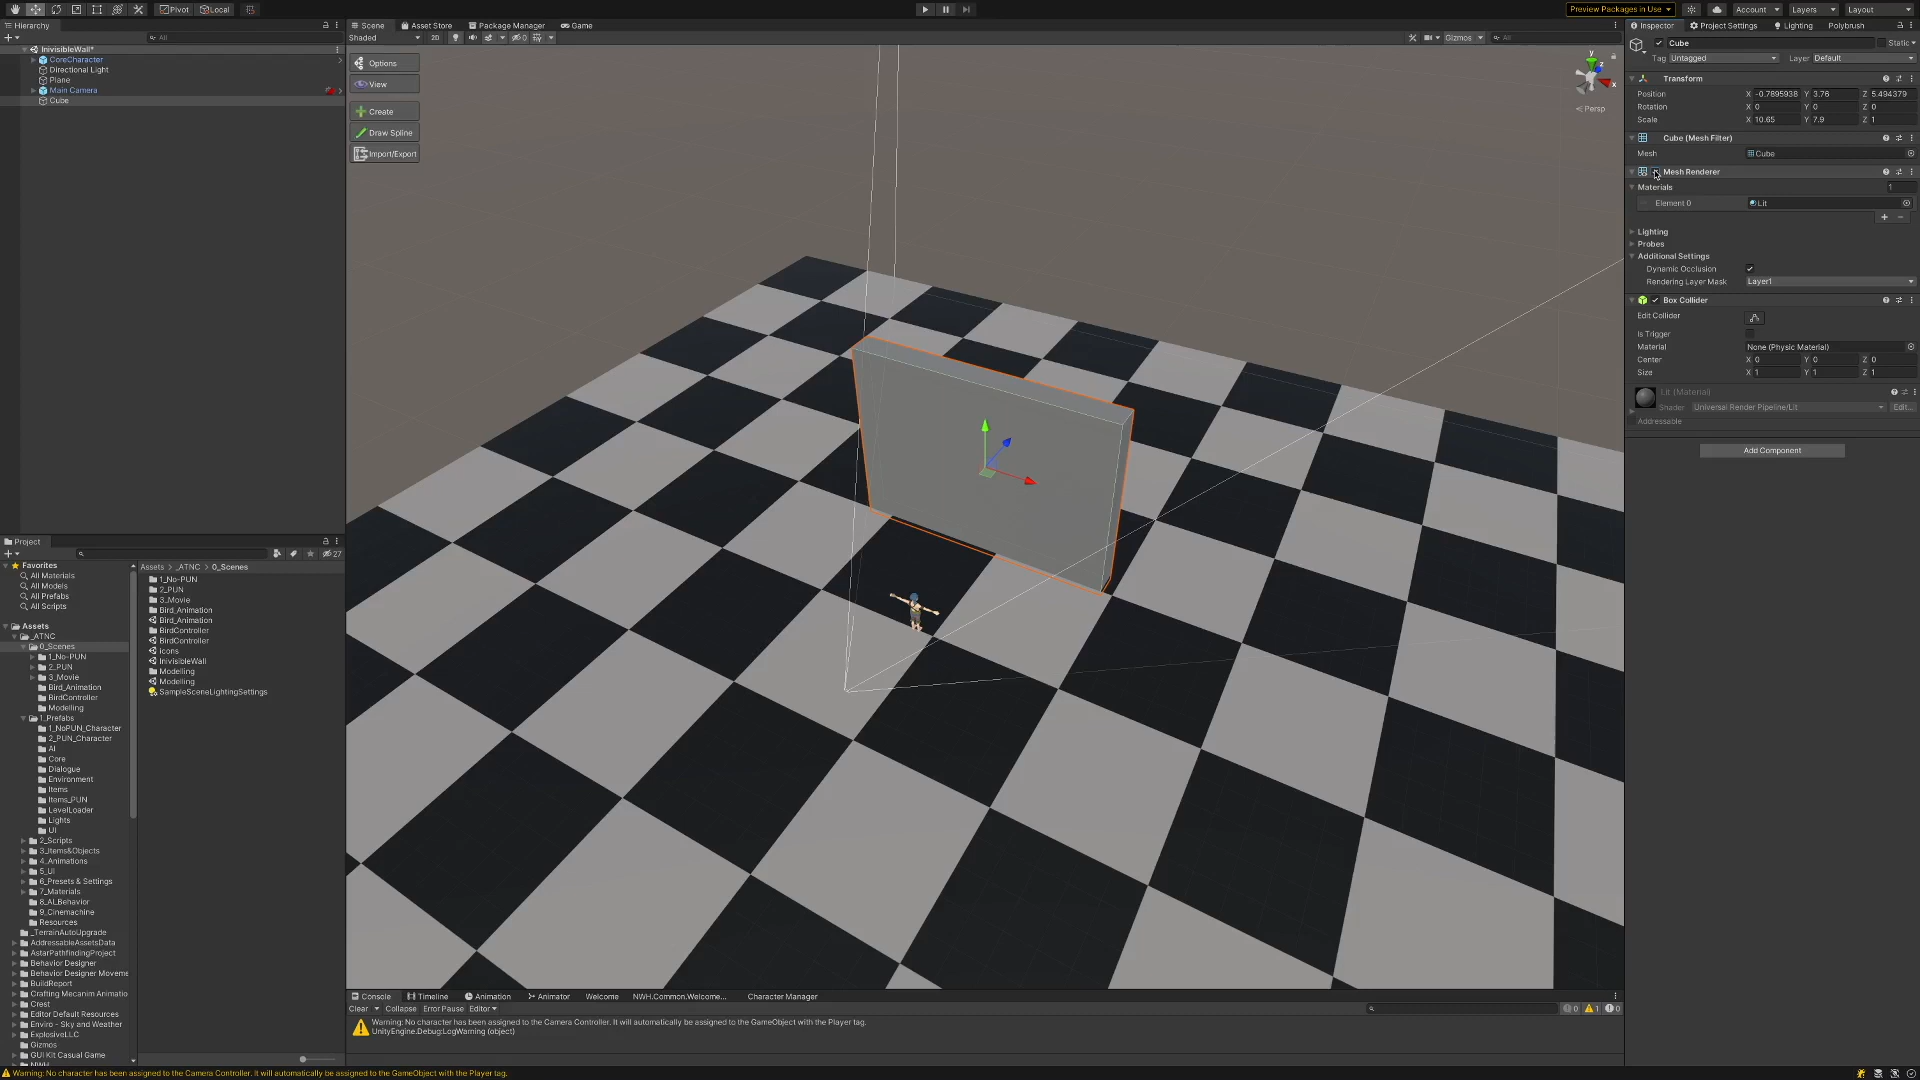 Pivot
Local
Preview Packages in Use
Account
Layers
Layout
Hierarchy
All
InvisibleWall*
CoreCharacter
Directional Light
Plane
Main Camera
Cube
Scene
Asset Store
Package Manager
Game
Shaded
2D
0
Gizmos
All
Options
View
Create
Draw Spline
Import/Export
y
z
x
< Persp
Inspector
Project Settings
Lighting
Polybrush
Cube
Static
Tag Untagged
Layer Default
Transform
Position X -0.7895938 Y 3.76 Z 5.494379
Rotation X 0 Y 0 Z 0
Scale X 10.65 Y 7.9 Z 1
Cube (Mesh Filter)
Mesh Cube
Mesh Renderer
Materials 1
Element 0 Lit
Lighting
Probes
Additional Settings
Dynamic Occlusion
Rendering Layer Mask Layer1
Box Collider
Edit Collider
Is Trigger
Material None (Physic Material)
Center X 0 Y 0 Z 0
Size X 1 Y 1 Z 1
Lit (Material)
Shader Universal Render Pipeline/Lit Edit...
Addressable
Add Component
Project
27
Favorites
All Materials
All Models
All Prefabs
All Scripts
Assets
_ATNC
0_Scenes
1_No-PUN
2_PUN
3_Movie
Bird_Animation
BirdController
Modelling
1_Prefabs
1_NoPUN_Character
2_PUN_Character
AI
Core
Dialogue
Environment
Items
Items_PUN
LevelLoader
Lights
UI
2_Scripts
3_Items&Objects
4_Animations
5_UI
6_Presets & Settings
7_Materials
8_AI_Behavior
9_Cinemachine
Resources
_TerrainAutoUpgrade
AddressableAssetsData
AstarPathfindingProject
Behavior Designer
Behavior Designer Moveme
BuildReport
Crafting Mecanim Animatio
Crest
Editor Default Resources
Enviro - Sky and Weather
ExplosiveLLC
Gizmos
GUI Kit Casual Game
NWH
Assets > _ATNC > 0_Scenes
1_No-PUN
2_PUN
3_Movie
Bird_Animation
Bird_Animation
BirdController
BirdController
icons
InvisibleWall
Modelling
Modelling
SampleSceneLightingSettings
Console
Timeline
Animation
Animator
Welcome
NWH.Common.Welcome...
Character Manager
Clear
Collapse
Error Pause
Editor
0
1
0
Warning: No character has been assigned to the Camera Controller. It will automatically be assigned to the GameObject with the Player tag.
UnityEngine.Debug:LogWarning (object)
Warning: No character has been assigned to the Camera Controller. It will automatically be assigned to the GameObject with the Player tag.